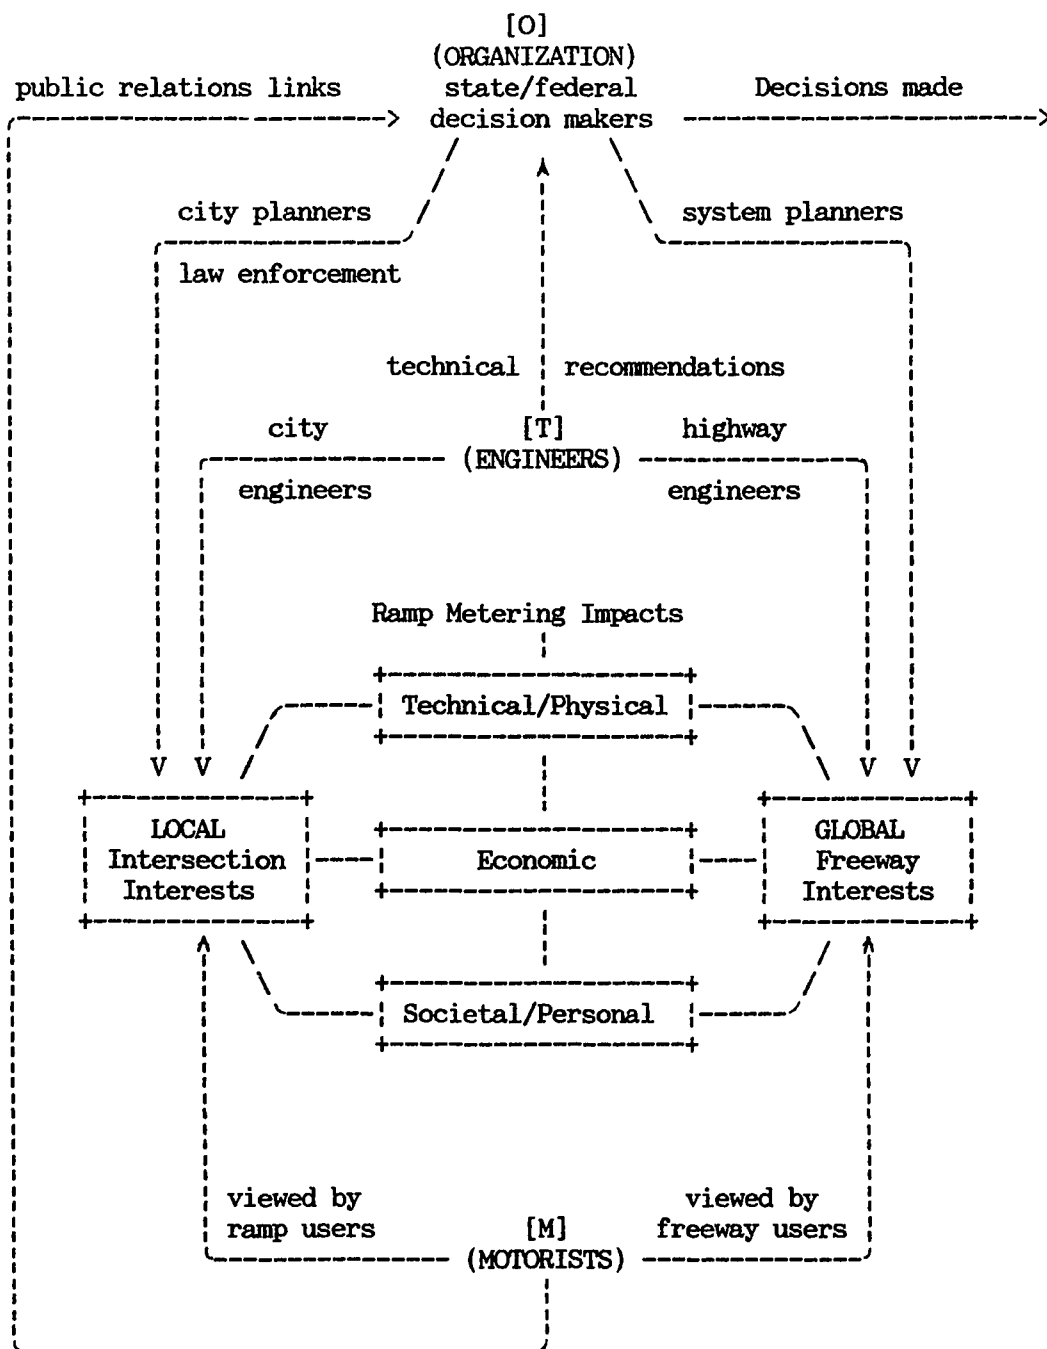 [O]
(ORGANIZATION)
public relations links
state/federal
Decisions made
decision makers
city planners
system planners
law enforcement
technical recommendations
city
[T]
highway
(ENGINEERS)
engineers
engineers
Ramp Metering Impacts
Technical/Physical
V V
V V
LOCAL
Intersection
Interests
Economic
GLOBAL
Freeway
Interests
Societal/Personal
viewed by
ramp users
[M]
(MOTORISTS)
viewed by
freeway users